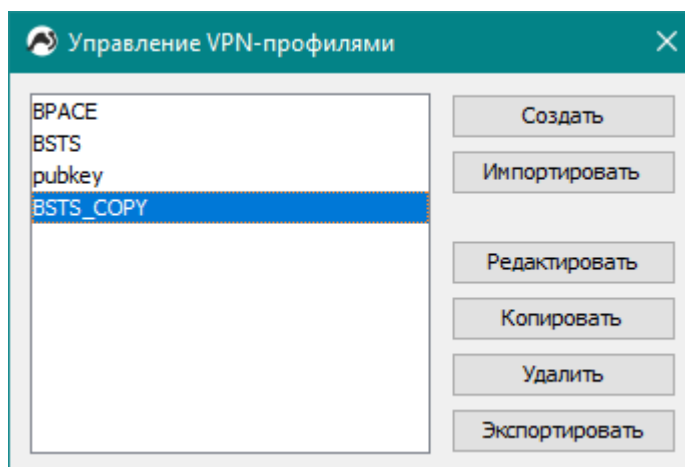 Управление VPN-профилями
BPACE
BSTS
pubkey
BSTS_COPY
Создать
Импортировать
Редактировать
Копировать
Удалить
Экспортировать